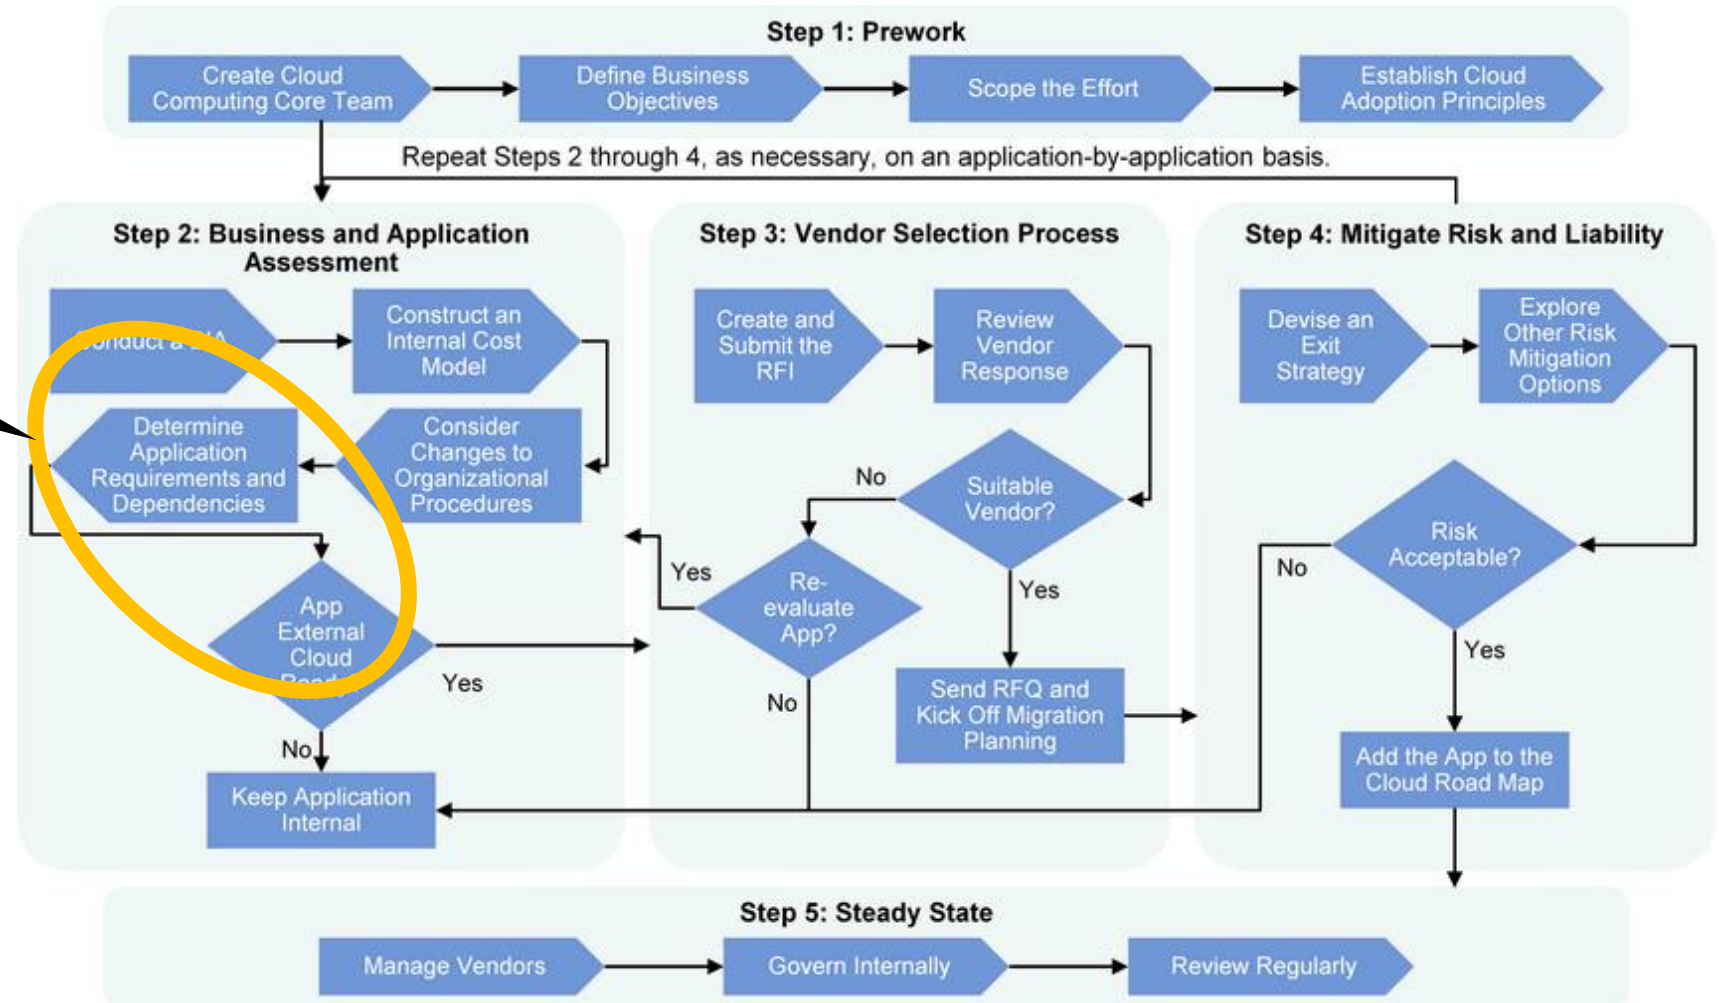 Step 1: Prework
Create Cloud
Computing Core Team
Define Business
Objectives
Scope the Effort
Establish Cloud
Adoption Principles
Repeat Steps 2 through 4, as necessary, on an application-by-application basis.
Step 2: Business and Application
Assessment
Conduct a BIA
Construct an
Internal Cost
Model
Determine
Application
Requirements and
Dependencies
Consider
Changes to
Organizational
Procedures
App
External
Cloud
Yes
No
Keep Application
Internal
Step 3: Vendor Selection Process
Create and
Submit the
RFI
Review
Vendor
Response
Suitable
Vendor?
No
Yes
Re-
evaluate
App?
Yes
No
Send RFQ and
Kick Off Migration
Planning
Step 4: Mitigate Risk and Liability
Devise an
Exit
Strategy
Explore
Other Risk
Mitigation
Options
Risk
Acceptable?
No
Yes
Add the App to the
Cloud Road Map
Step 5: Steady State
Manage Vendors
Govern Internally
Review Regularly